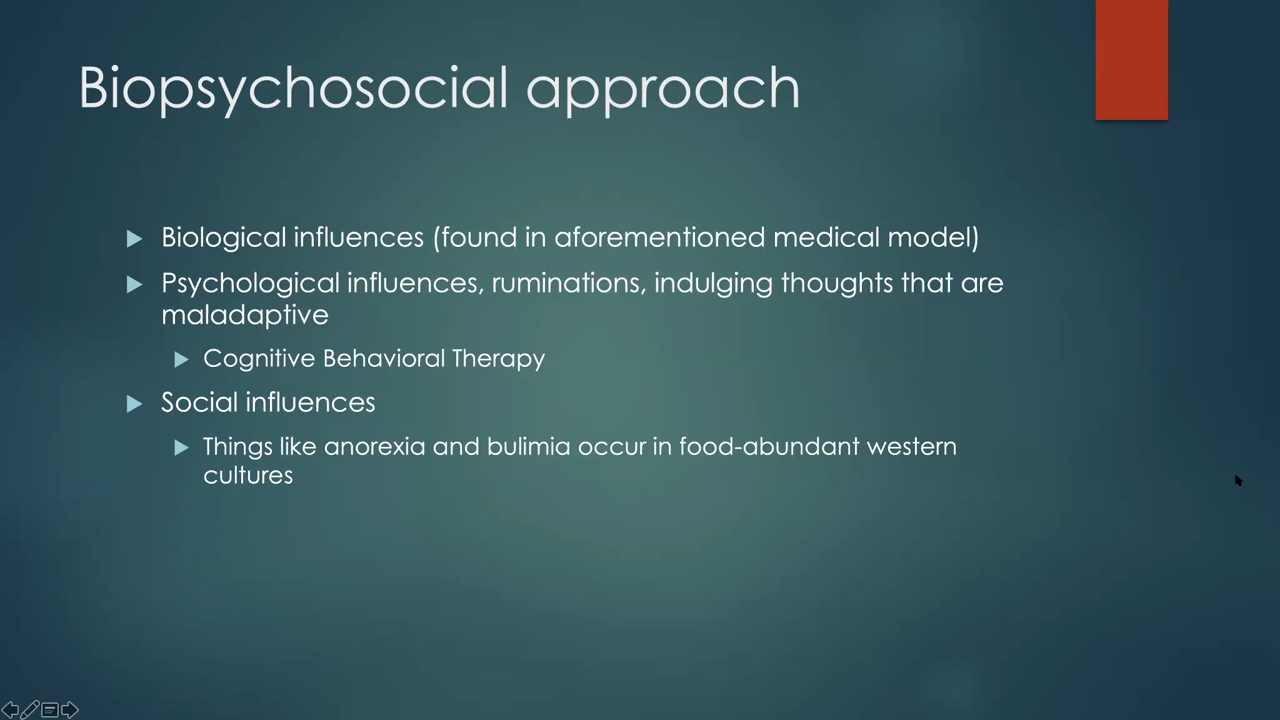 Biopsychosocial approach
Biological influences (found in aforementioned medical model)
Psychological influences, ruminations, indulging thoughts that are
maladaptive
Cognitive Behavioral Therapy
Social influences
Things like anorexia and bulimia occur in food-abundant western
cultures